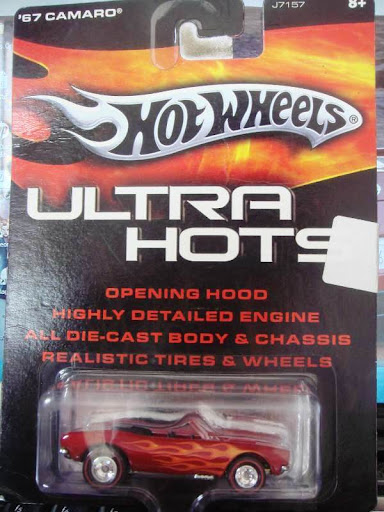 '67 CAMARO®
J7157
8+
HOT WHEELS®
ULTRA
HOTS
OPENING HOOD
HIGHLY DETAILED ENGINE
ALL DIE-CAST BODY & CHASSIS
REALISTIC TIRES & WHEELS